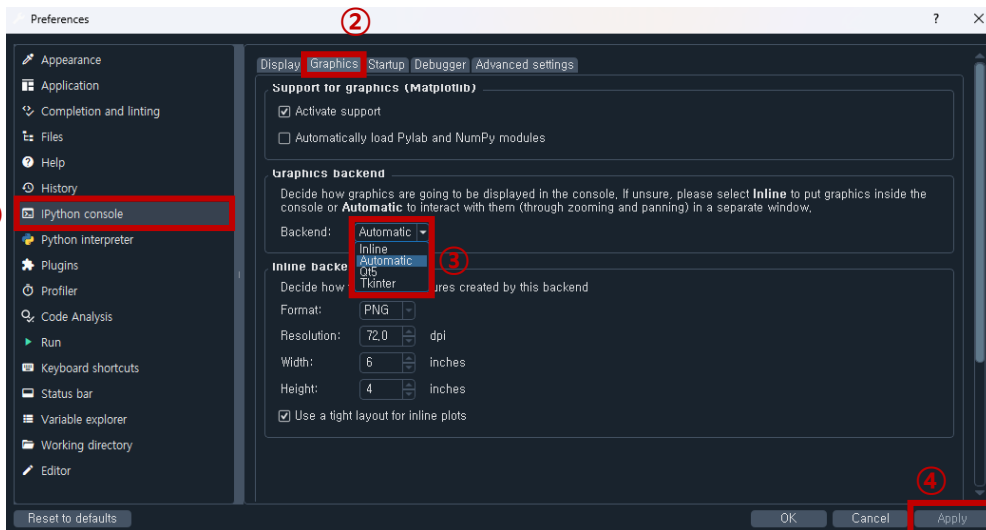 Preferences
②
?
Appearance
Application
Completion and linting
Files
Help
History
IPython console
Python interpreter
Plugins
Profiler
Code Analysis
Run
Keyboard shortcuts
Status bar
Variable explorer
Working directory
Editor
Reset to defaults
Display Graphics Startup Debugger Advanced settings
Support for graphics (Matplotlib)
Activate support
Automatically load Pylab and NumPy modules
Graphics backend
Decide how graphics are going to be displayed in the console, If unsure, please select Inline to put graphics inside the
console or Automatic to interact with them (through zooming and panning) in a separate window,
Backend: Automatic
Inline
Automatic
Qt5
Tkinter
③
Inline backe
Decide how ures created by this backend
Format: PNG
Resolution: 72,0 dpi
Width: 6 inches
Height: 4 inches
Use a tight layout for inline plots
④
OK Cancel Apply